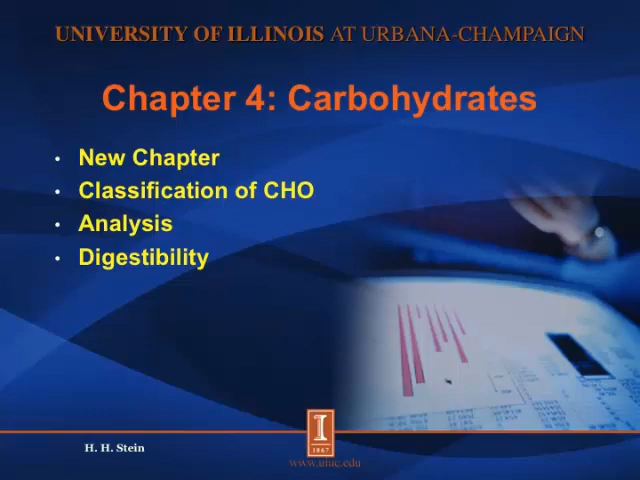 UNIVERSITY OF ILLINOIS AT URBANA-CHAMPAIGN
Chapter 4: Carbohydrates
• New Chapter
• Classification of CHO
• Analysis
• Digestibility
I
1867
H. H. Stein
www.uiuc.edu